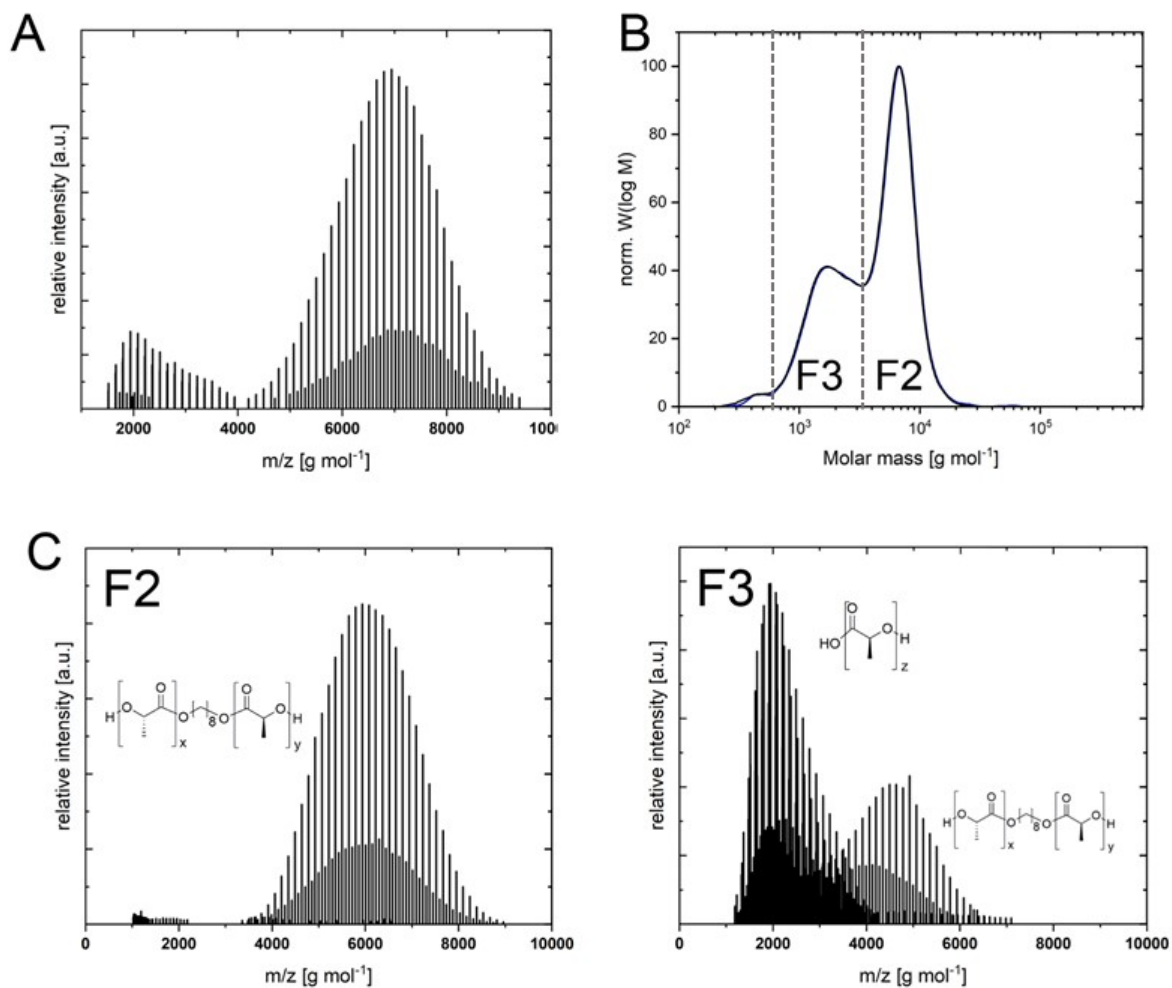 A
relative intensity [a.u.]
2000 4000 6000 8000
m/z [g mol⁻¹]
B
norm. W(log M)
100
80
60
40
20
0
F3 F2
10² 10³ 10⁴ 10⁵
Molar mass [g mol⁻¹]
C
F2
relative intensity [a.u.]
H O O x O 8 O O O H y
0 2000 4000 6000 8000 10000
m/z [g mol⁻¹]
F3
relative intensity [a.u.]
HO O O H z
H O O x O 8 O O O H y
0 2000 4000 6000 8000 10000
m/z [g mol⁻¹]